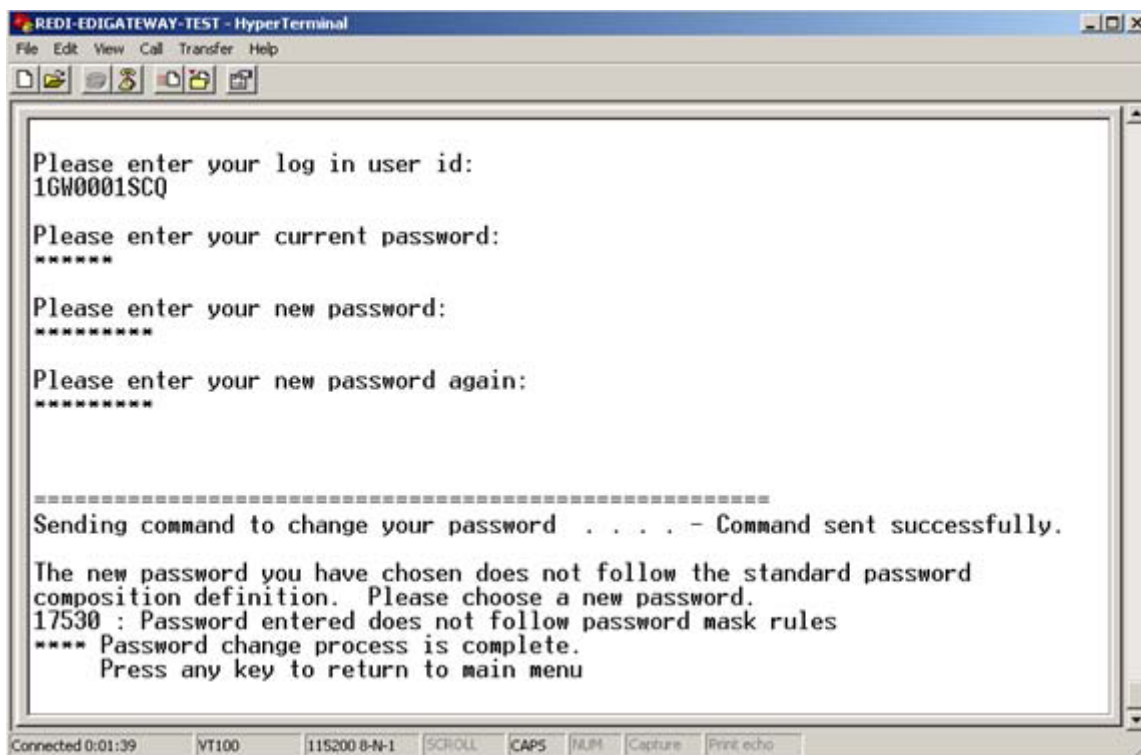 REDI-EDIGATEWAY-TEST - HyperTerminal
File Edit View Call Transfer Help
Please enter your log in user id:
1GW0001SCQ
Please enter your current password:
******
Please enter your new password:
*********
Please enter your new password again:
*********
=======================================================
Sending command to change your password . . . . - Command sent successfully.
The new password you have chosen does not follow the standard password
composition definition. Please choose a new password.
17530 : Password entered does not follow password mask rules
**** Password change process is complete.
Press any key to return to main menu
Connected 0:01:39 VT100 115200 8-N-1 SCROLL CAPS NUM Capture Print echo